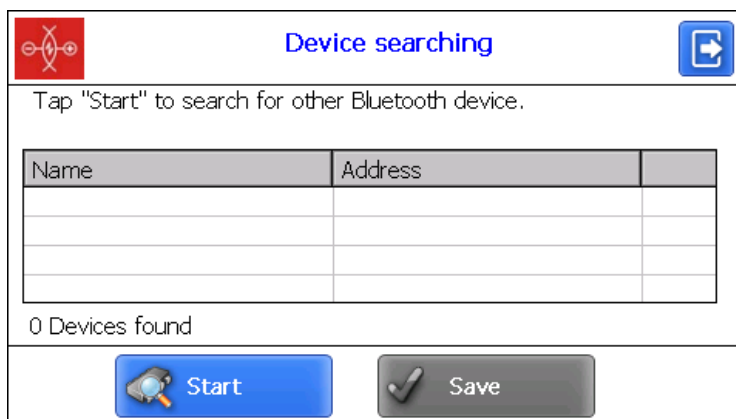 Device searching
Tap "Start" to search for other Bluetooth device.
Name Address
0 Devices found
Start Save